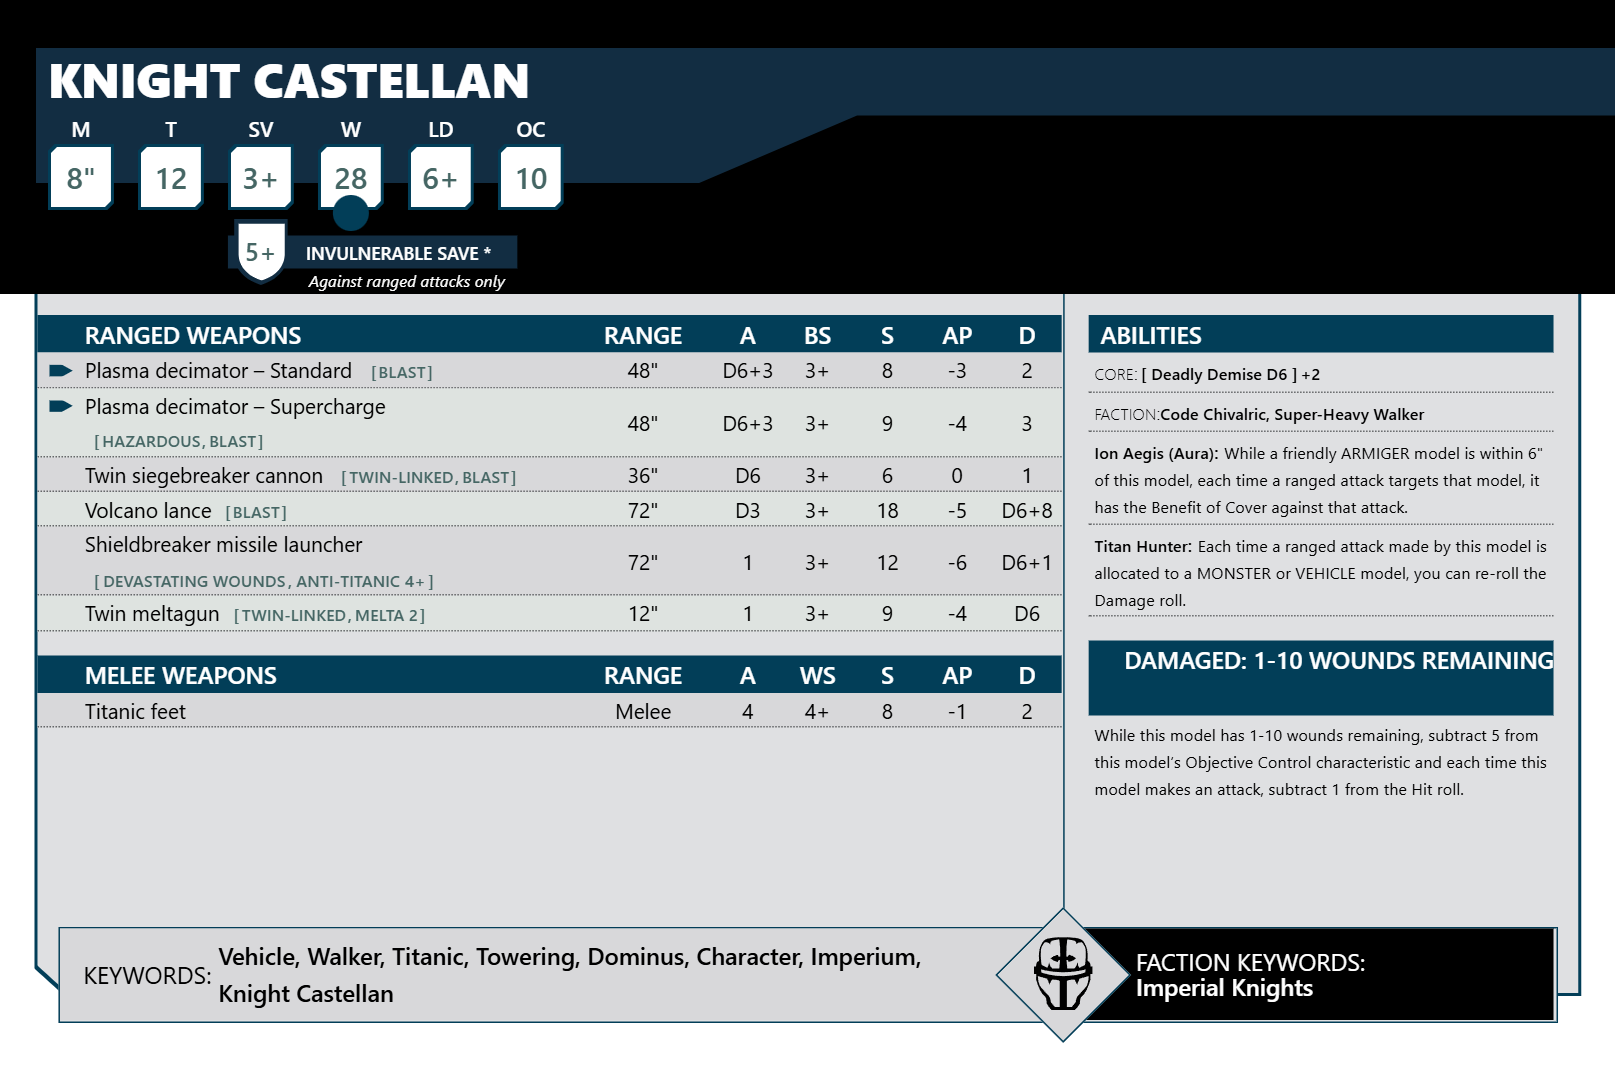 KNIGHT CASTELLAN
M T SV W LD OC
8" 12 3+ 28 6+ 10
5+ INVULNERABLE SAVE *
Against ranged attacks only
RANGED WEAPONS RANGE A BS S AP D
Plasma decimator – Standard [BLAST] 48" D6+3 3+ 8 -3 2
Plasma decimator – Supercharge
[HAZARDOUS, BLAST] 48" D6+3 3+ 9 -4 3
Twin siegebreaker cannon [TWIN-LINKED, BLAST] 36" D6 3+ 6 0 1
Volcano lance [BLAST] 72" D3 3+ 18 -5 D6+8
Shieldbreaker missile launcher
[DEVASTATING WOUNDS, ANTI-TITANIC 4+] 72" 1 3+ 12 -6 D6+1
Twin meltagun [TWIN-LINKED, MELTA 2] 12" 1 3+ 9 -4 D6
MELEE WEAPONS RANGE A WS S AP D
Titanic feet Melee 4 4+ 8 -1 2
ABILITIES
CORE: [ Deadly Demise D6 ] +2
FACTION:Code Chivalric, Super-Heavy Walker
Ion Aegis (Aura): While a friendly ARMIGER model is within 6"
of this model, each time a ranged attack targets that model, it
has the Benefit of Cover against that attack.
Titan Hunter: Each time a ranged attack made by this model is
allocated to a MONSTER or VEHICLE model, you can re-roll the
Damage roll.
DAMAGED: 1-10 WOUNDS REMAINING
While this model has 1-10 wounds remaining, subtract 5 from
this model's Objective Control characteristic and each time this
model makes an attack, subtract 1 from the Hit roll.
KEYWORDS: Vehicle, Walker, Titanic, Towering, Dominus, Character, Imperium,
Knight Castellan
FACTION KEYWORDS:
Imperial Knights